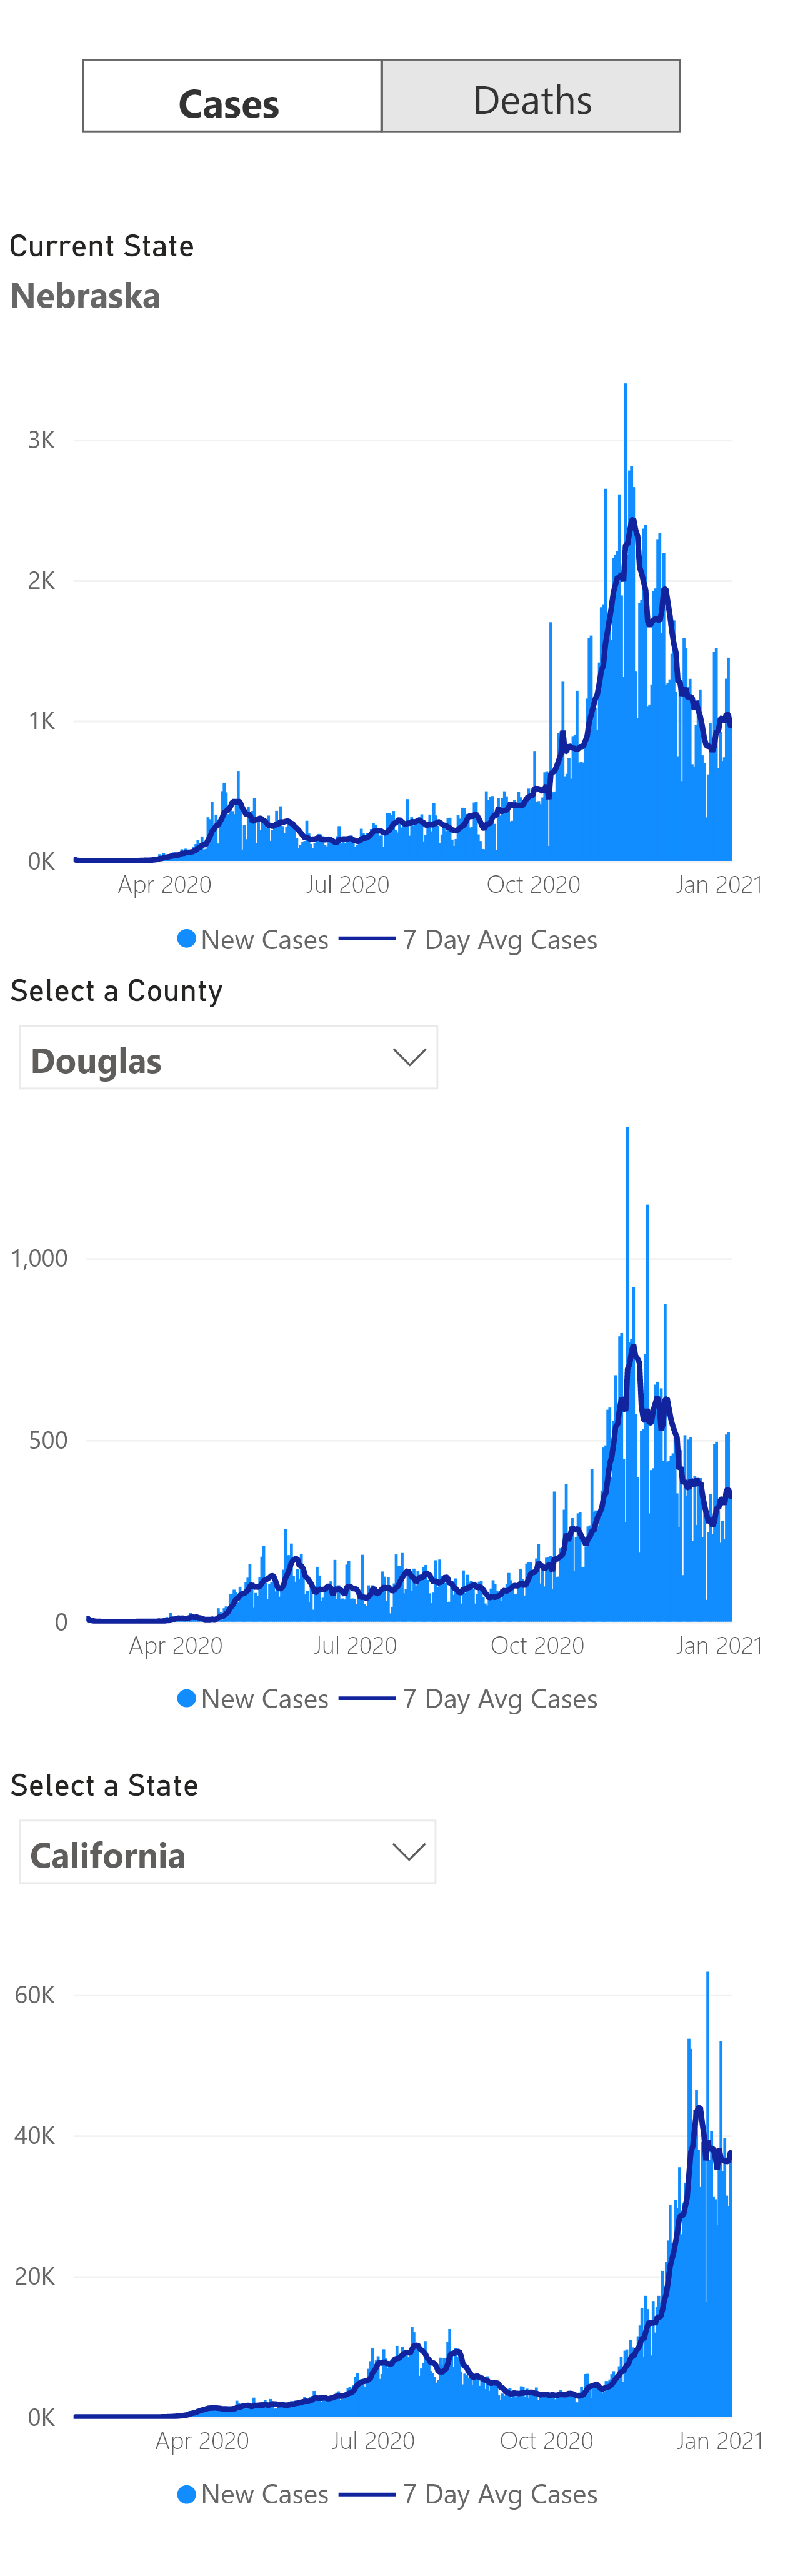 Cases Deaths
Current State
Nebraska
3K
2K
1K
0K
Apr 2020 Jul 2020 Oct 2020 Jan 2021
New Cases 7 Day Avg Cases
Select a County
Douglas
1,000
500
0
Apr 2020 Jul 2020 Oct 2020 Jan 2021
New Cases 7 Day Avg Cases
Select a State
California
60K
40K
20K
0K
Apr 2020 Jul 2020 Oct 2020 Jan 2021
New Cases 7 Day Avg Cases